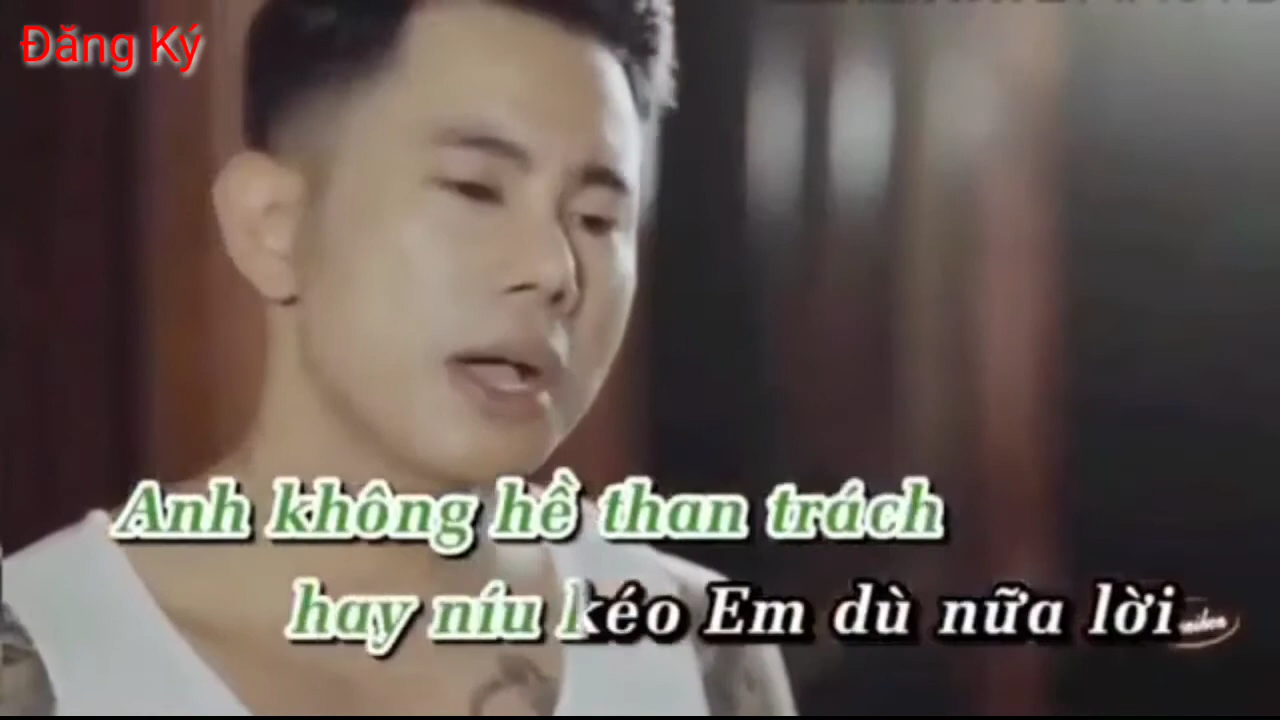 Đăng Ký
Anh không hề than trách
hay níu kéo Em dù nữa lời